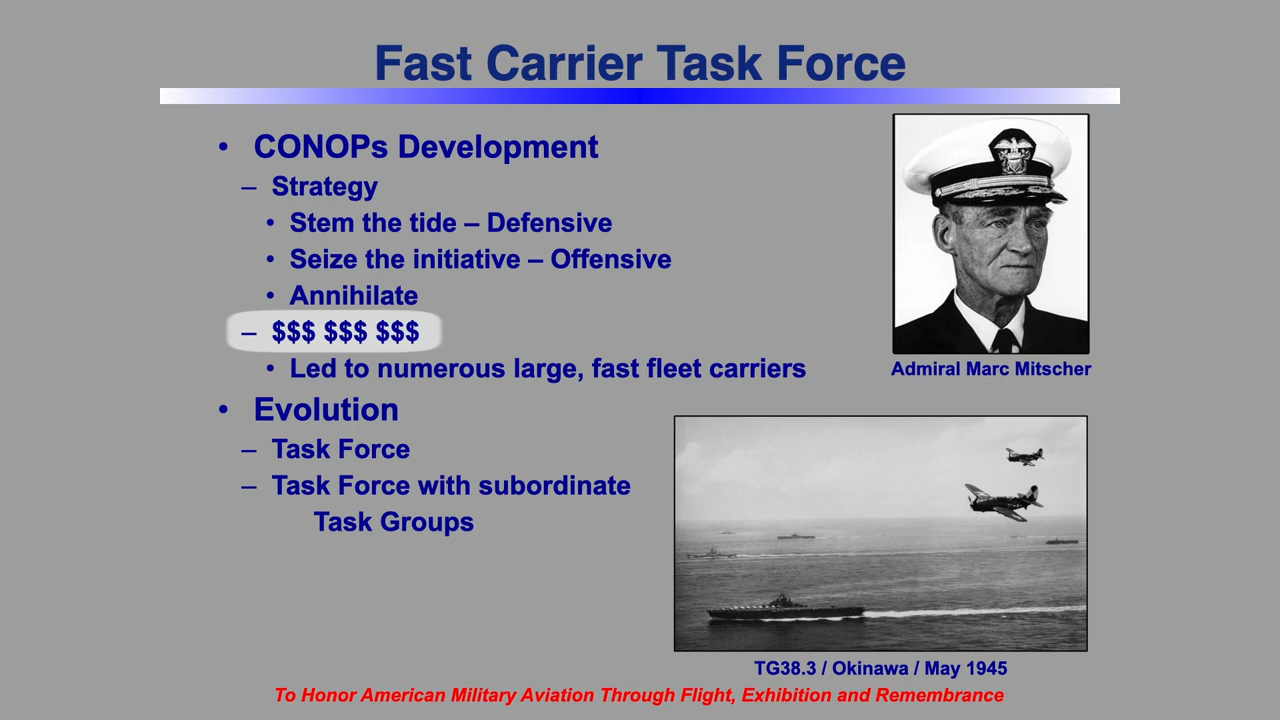 Fast Carrier Task Force
• CONOPs Development
– Strategy
• Stem the tide – Defensive
• Seize the initiative – Offensive
• Annihilate
– $$$ $$$ $$$
• Led to numerous large, fast fleet carriers
Admiral Marc Mitscher
• Evolution
– Task Force
– Task Force with subordinate
Task Groups
TG38.3 / Okinawa / May 1945
To Honor American Military Aviation Through Flight, Exhibition and Remembrance